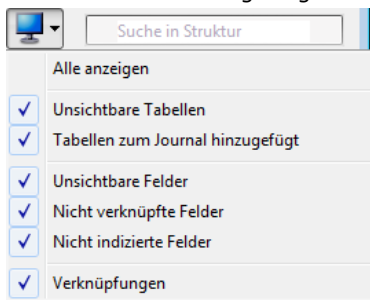 Suche in Struktur
Alle anzeigen
Unsichtbare Tabellen
Tabellen zum Journal hinzugefügt
Unsichtbare Felder
Nicht verknüpfte Felder
Nicht indizierte Felder
Verknüpfungen